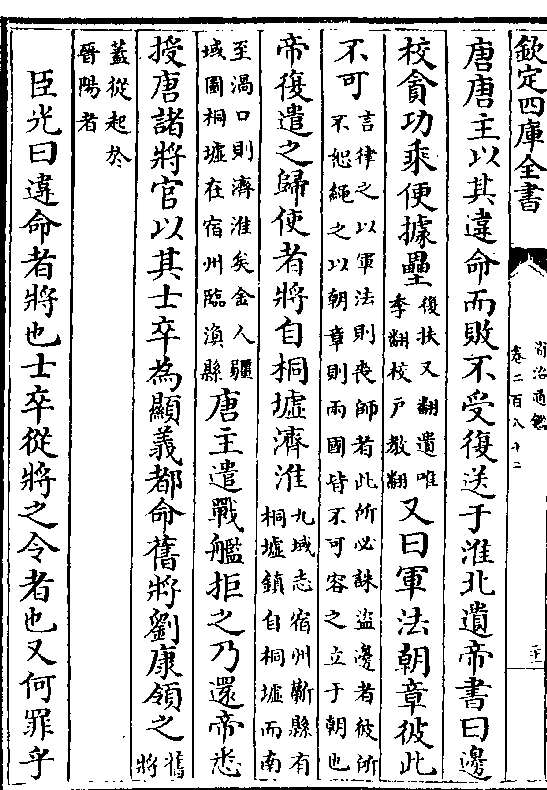 欽定四庫全書
資治通鑑
卷二百八十二
唐唐主以其違命而敗不受復送于淮北遺帝書曰邊
校貪功乘便據壘
復扶又翻遺唯
季翻校戶教翻
又曰軍法朝章彼此
不可
言律之以軍法則喪師者此所必誅盜邊者彼所
不恕繩之以朝章則兩國皆不可容之立于朝也
帝復遣之歸使者將自桐墟濟淮
九域志宿州蘄縣有
桐墟鎮自桐墟而南
至渦口則濟淮矣金人疆
域圖桐墟在宿州臨渙縣
唐主遣戰艦拒之乃還帝悉
授唐諸將官以其士卒為顯義都命舊將劉康領之
舊
將
蓋從起於
晉陽者
臣光曰違命者將也士卒從將之令者也又何罪乎